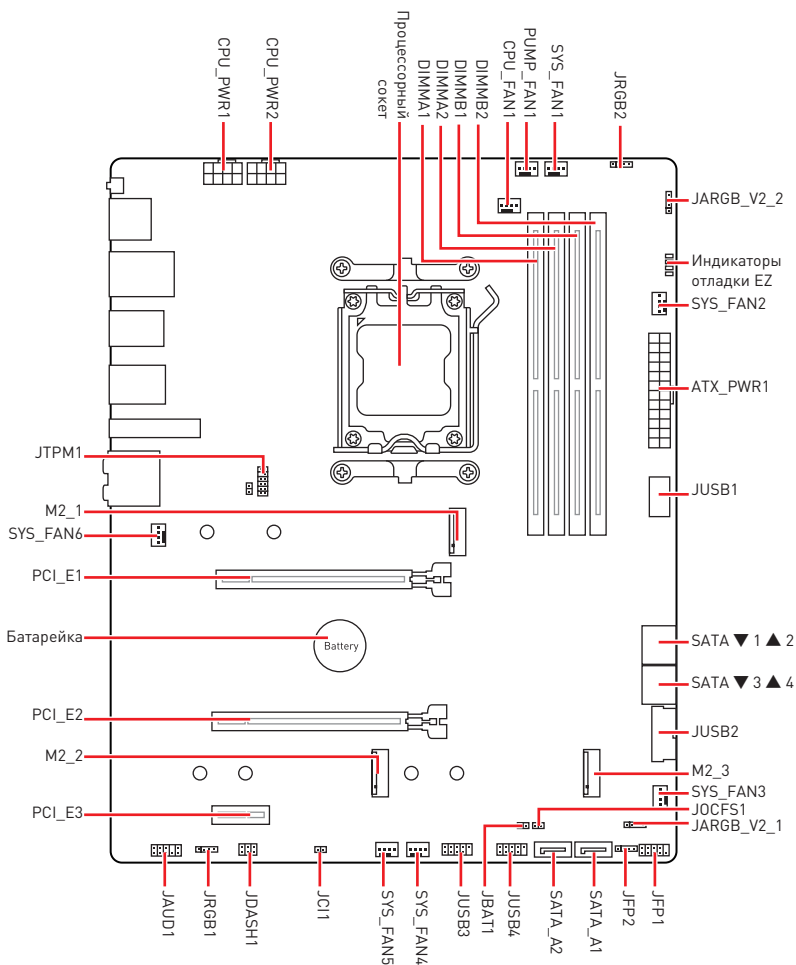 CPU_PWR1
CPU_PWR2
Процессорный
сокет
DIMMA1
DIMMA2
DIMMB1
DIMMB2
CPU_FAN1
PUMP_FAN1
SYS_FAN1
JRGB2
JARGB_V2_2
Индикаторы
отладки EZ
SYS_FAN2
ATX_PWR1
JUSB1
SATA ▼ 1 ▲ 2
SATA ▼ 3 ▲ 4
JUSB2
M2_3
SYS_FAN3
JOCFS1
JARGB_V2_1
JTPM1
M2_1
SYS_FAN6
PCI_E1
Батарейка
Battery
PCI_E2
M2_2
PCI_E3
JAUD1
JRGB1
JDASH1
JCI1
SYS_FAN5
SYS_FAN4
JUSB3
JBAT1
JUSB4
SATA_A2
SATA_A1
JFP2
JFP1